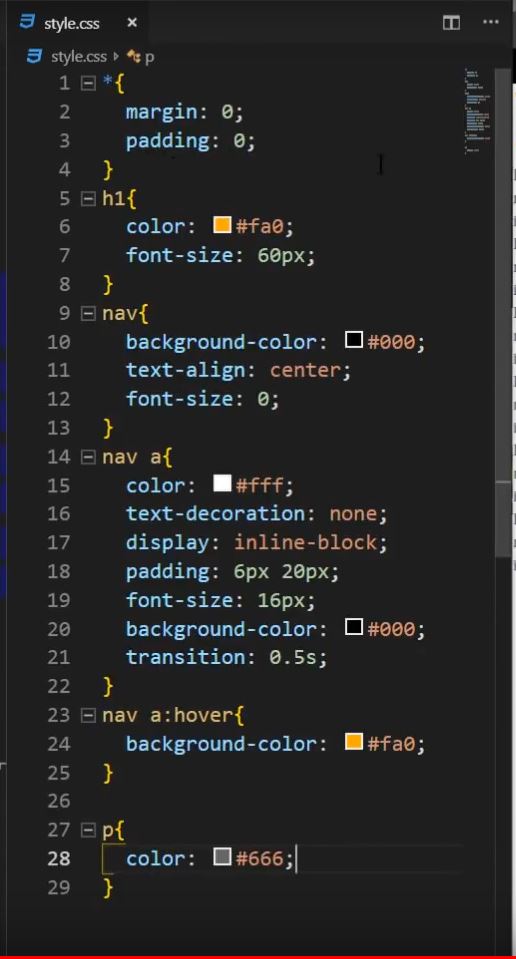 style.css ×
style.css p
1 *{
2 margin: 0;
3 padding: 0;
4 }
5 h1{
6 color: #fa0;
7 font-size: 60px;
8 }
9 nav{
10 background-color: #000;
11 text-align: center;
12 font-size: 0;
13 }
14 nav a{
15 color: #fff;
16 text-decoration: none;
17 display: inline-block;
18 padding: 6px 20px;
19 font-size: 16px;
20 background-color: #000;
21 transition: 0.5s;
22 }
23 nav a:hover{
24 background-color: #fa0;
25 }
26
27 p{
28 color: #666;
29 }